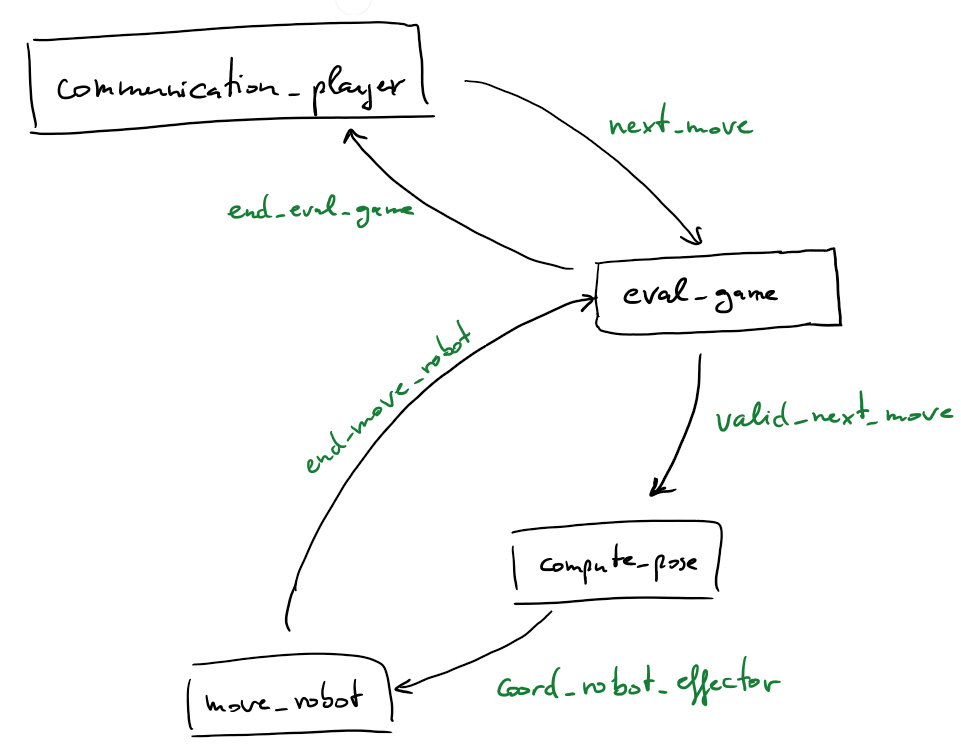 communication_player
next_move
end_eval_game
eval_game
end_move_robot
valid_next_move
compute_pose
coord_robot_effector
move_robot